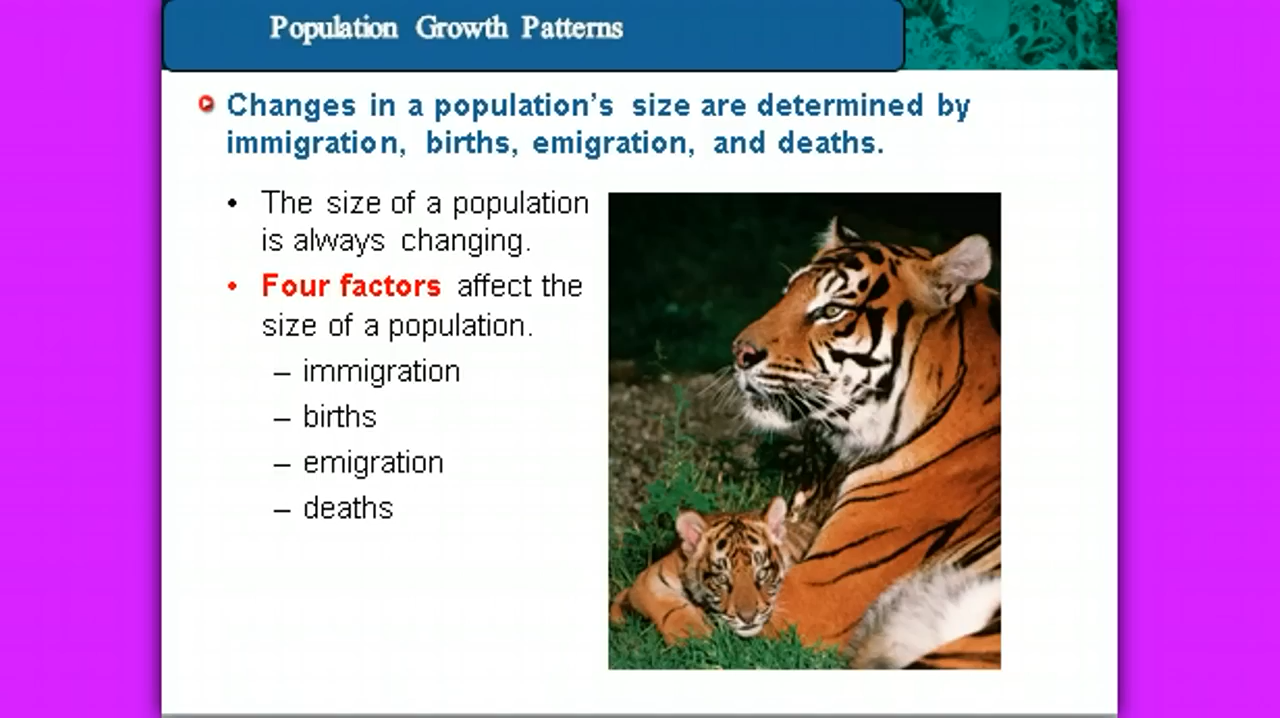 Population Growth Patterns
Changes in a population's size are determined by
immigration, births, emigration, and deaths.
• The size of a population
is always changing.
• Four factors affect the
size of a population.
– immigration
– births
– emigration
– deaths